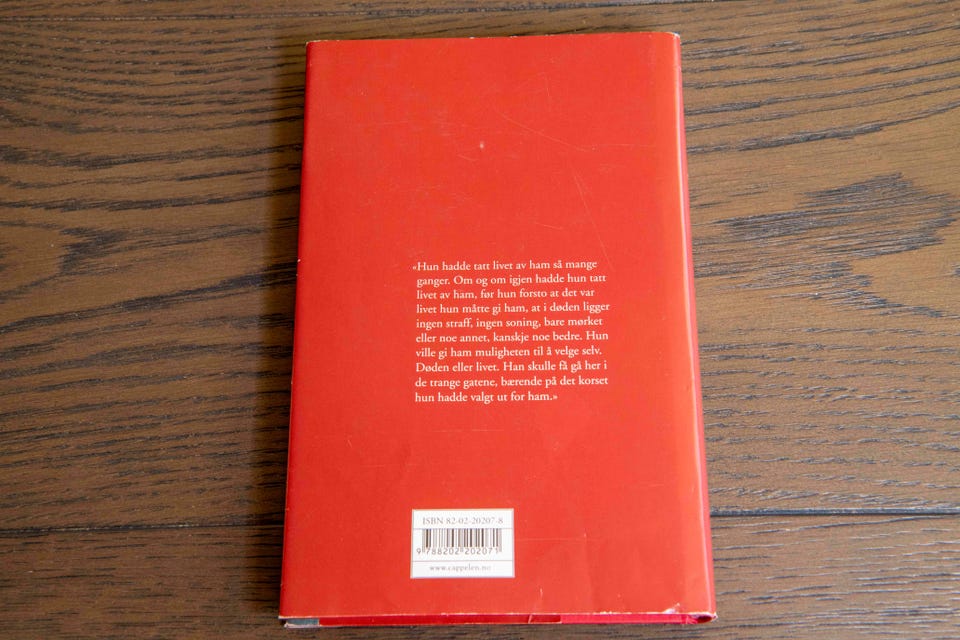 «Hun hadde tatt livet av ham så mange
ganger. Om og om igjen hadde hun tatt
livet av ham, før hun forsto at det var
livet hun måtte gi ham, at i døden ligger
ingen straff, ingen soning, bare mørket
eller noe annet, kanskje noe bedre. Hun
ville gi ham muligheten til å velge selv.
Døden eller livet. Han skulle få gå her i
de trange gatene, bærende på det korset
hun hadde valgt ut for ham.»
ISBN 82-02-20207-8
9 788202 202071
www.cappelen.no